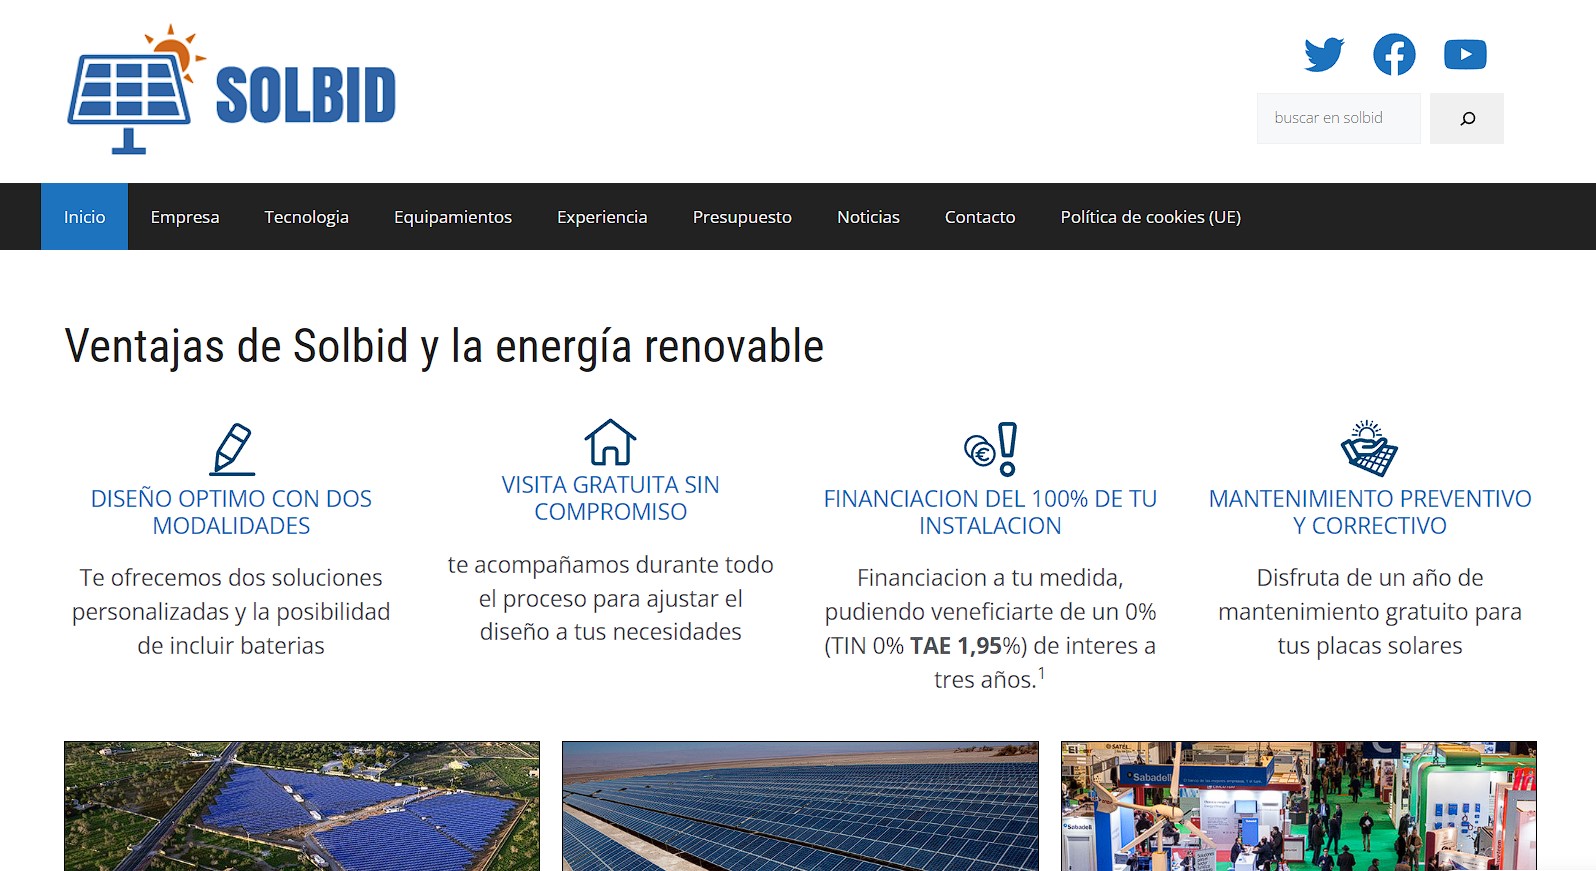 SOLBID
buscar en solbid
Inicio Empresa Tecnologia Equipamientos Experiencia Presupuesto Noticias Contacto Política de cookies (UE)
Ventajas de Solbid y la energía renovable
DISEÑO OPTIMO CON DOS
MODALIDADES
Te ofrecemos dos soluciones
personalizadas y la posibilidad
de incluir baterias
VISITA GRATUITA SIN
COMPROMISO
te acompañamos durante todo
el proceso para ajustar el
diseño a tus necesidades
FINANCIACION DEL 100% DE TU
INSTALACION
Financiacion a tu medida,
pudiendo veneficiarte de un 0%
(TIN 0% TAE 1,95%) de interes a
tres años.1
MANTENIMIENTO PREVENTIVO
Y CORRECTIVO
Disfruta de un año de
mantenimiento gratuito para
tus placas solares
SATEL
Sabadell
Sabadell